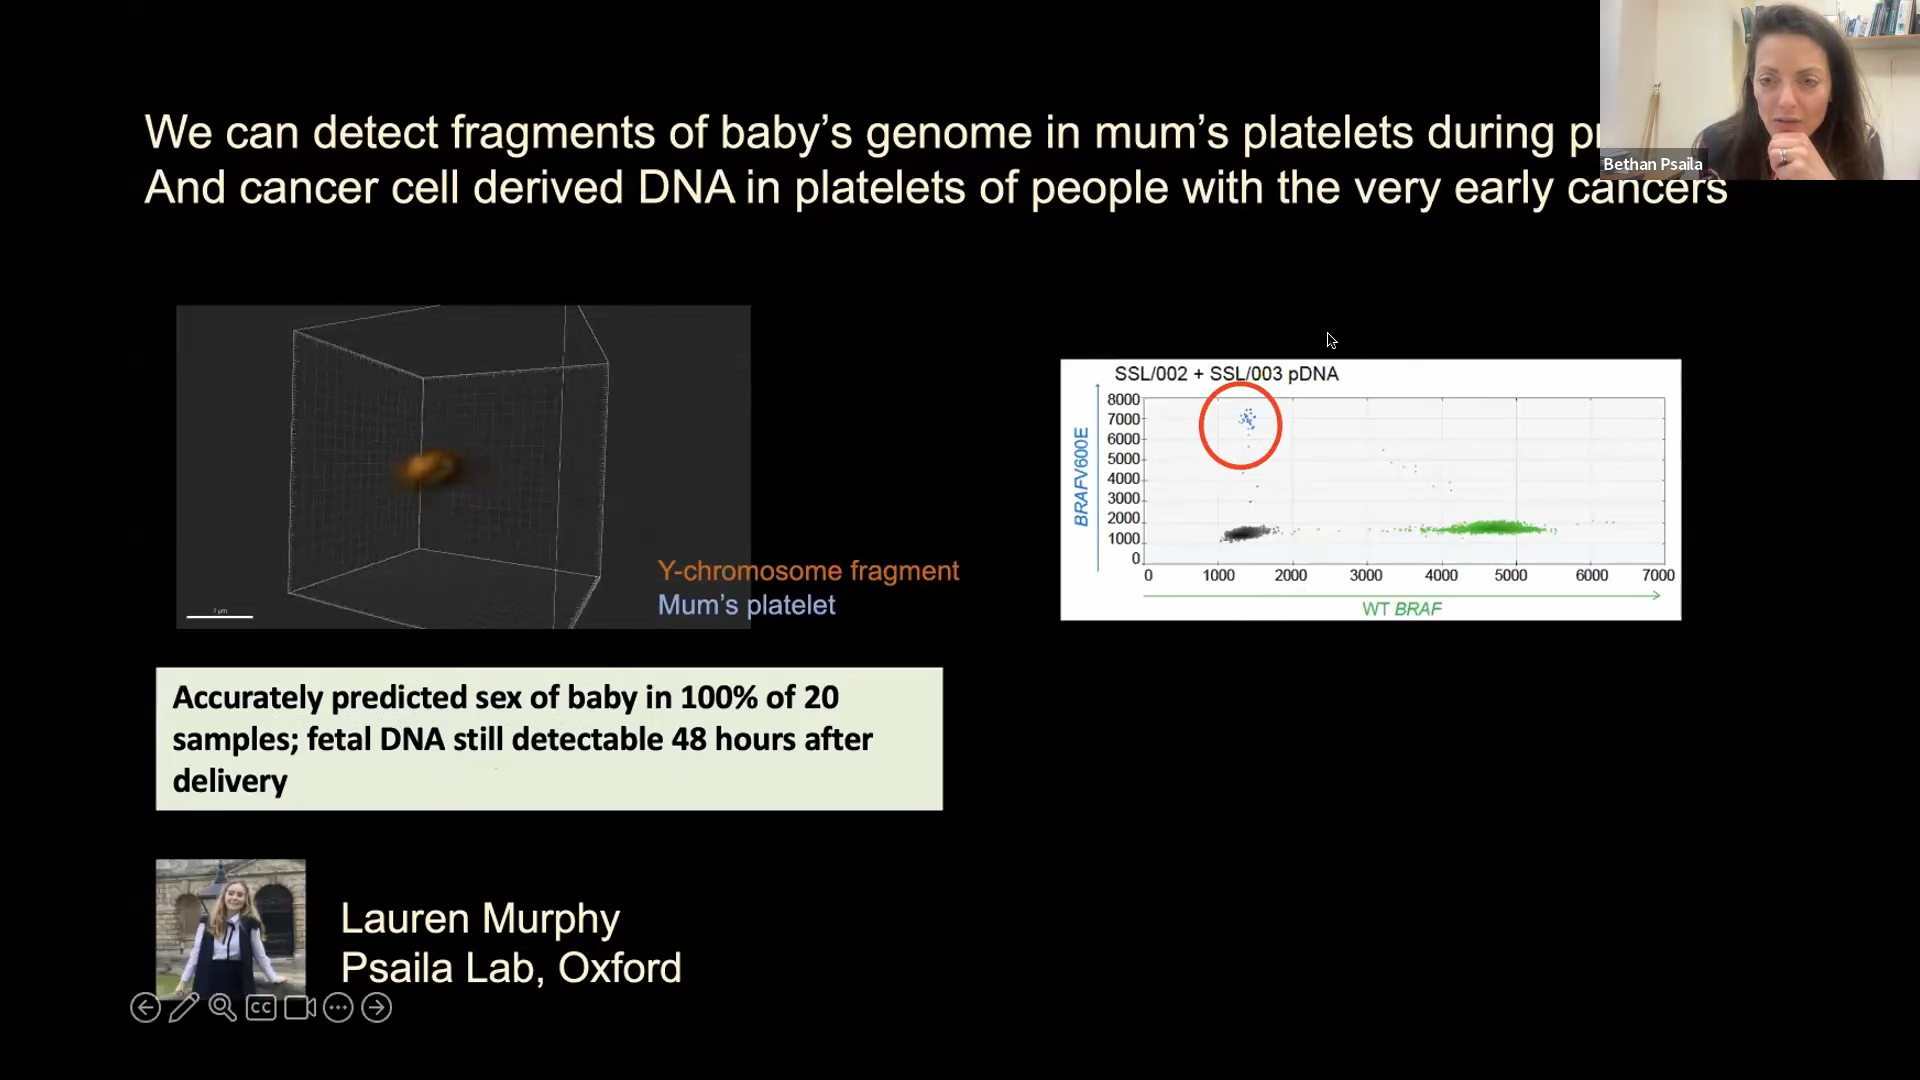 We can detect fragments of baby's genome in mum's platelets during
And cancer cell derived DNA in platelets of people with the very early cancers
Bethan Psaila
SSL/002 + SSL/003 pDNA
BRAFV600E
8000
7000
6000
5000
4000
3000
2000
1000
0
0 1000 2000 3000 4000 5000 6000 7000
WT BRAF
Y-chromosome fragment
Mum's platelet
1 μm
Accurately predicted sex of baby in 100% of 20
samples; fetal DNA still detectable 48 hours after
delivery
Lauren Murphy
Psaila Lab, Oxford
CC